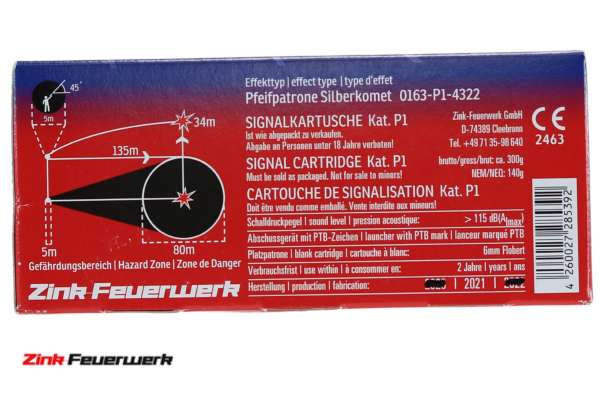 Effekttyp | effect type | type d'effet
Pfeifpatrone Silberkomet 0163-P1-4322
45°
5m
34m
135m
5m
80m
Gefährdungsbereich | Hazard Zone | Zone de Danger
Zink Feuerwerk
SIGNALKARTUSCHE Kat. P1
Ist wie abgepackt zu verkaufen.
Abgabe an Personen unter 18 Jahre verboten!
SIGNAL CARTRIDGE Kat. P1
Must be sold as packed. Not for sale to miners!
CARTOUCHE DE SIGNALISATION Kat. P1
Doit être vendu comme emballé. Vente interdite aux mineurs!
Zink-Feuerwerk GmbH
D-74389 Cleebronn
Tel. +49 71 35-98 640
brutto/gross/brut: ca. 300g
NEM/NEQ: 140g
CE
2463
Schalldruckpegel | sound level | pression acoustique: > 115 dB(A Imax)
Abschussgerät mit PTB-Zeichen | launcher with PTB mark | lanceur marqué PTB
Platzpatrone | blank cartridge | cartouche à blanc: 6mm Flobert
Verbrauchsfrist | use within | à consommer en: 2 Jahre | years | ans
Herstellung | production | fabrication: 2020 | 2021 | 2022
4 260027 285392
Zink Feuerwerk